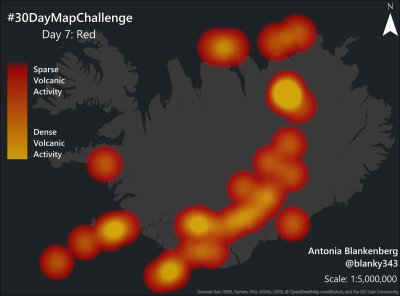 #30DayMapChallenge
Day 7: Red
N
Sparse
Volcanic
Activity
Dense
Volcanic
Activity
Antonia Blankenberg
@blanky343
Scale: 1:5,000,000
Sources: Esri, HERE, Garmin, FAO, NOAA, USGS, © OpenStreetMap contributors, and the GIS User Community